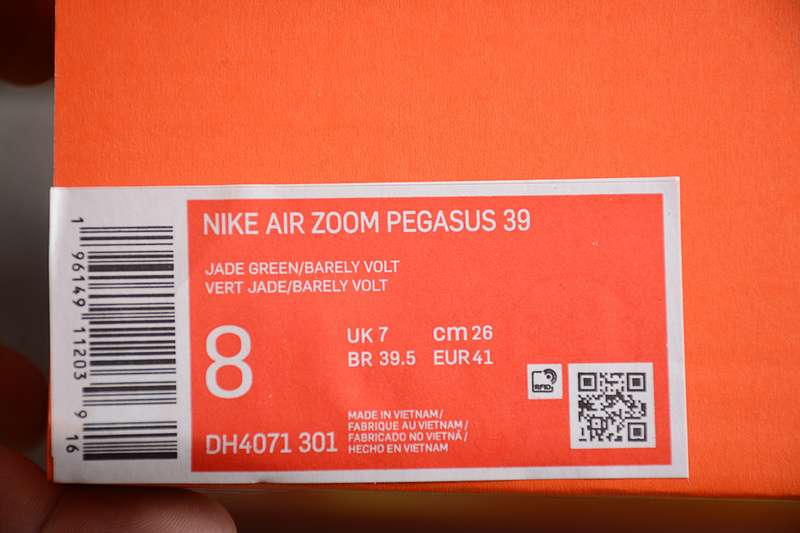 NIKE AIR ZOOM PEGASUS 39
JADE GREEN/BARELY VOLT
VERT JADE/BARELY VOLT
8
UK 7 cm 26
BR 39.5 EUR 41
RFID
DH4071 301
MADE IN VIETNAM/
FABRIQUE AU VIETNAM/
FABRICADO NO VIETNÁ/
HECHO EN VIETNAM
1 96149 11203 9 16